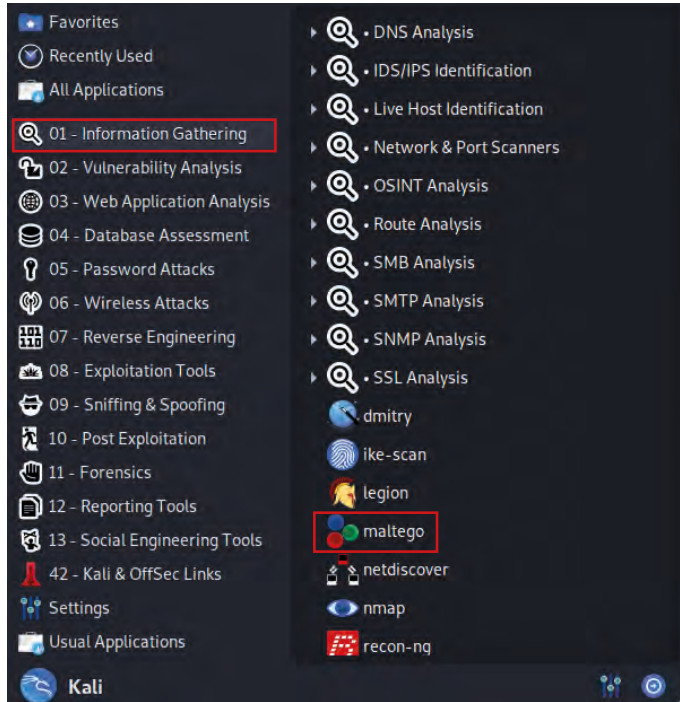 Favorites
Recently Used
All Applications
01 - Information Gathering
02 - Vulnerability Analysis
03 - Web Application Analysis
04 - Database Assessment
05 - Password Attacks
06 - Wireless Attacks
07 - Reverse Engineering
08 - Exploitation Tools
09 - Sniffing & Spoofing
10 - Post Exploitation
11 - Forensics
12 - Reporting Tools
13 - Social Engineering Tools
42 - Kali & OffSec Links
Settings
Usual Applications
• DNS Analysis
• IDS/IPS Identification
• Live Host Identification
• Network & Port Scanners
• OSINT Analysis
• Route Analysis
• SMB Analysis
• SMTP Analysis
• SNMP Analysis
• SSL Analysis
dmitry
ike-scan
legion
maltego
netdiscover
nmap
recon-ng
Kali